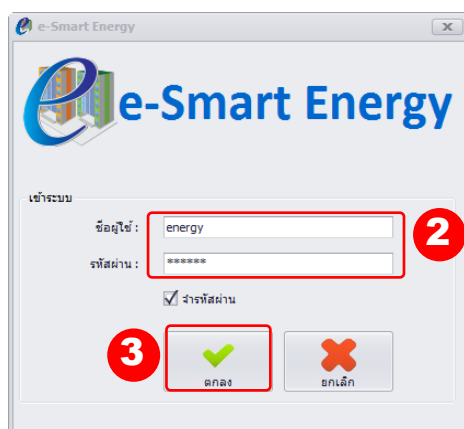 e-Smart Energy
e-Smart Energy
เข้าระบบ
ชื่อผู้ใช้ :
energy
2
รหัสผ่าน :
******
จำรหัสผ่าน
3
ตกลง
ยกเลิก